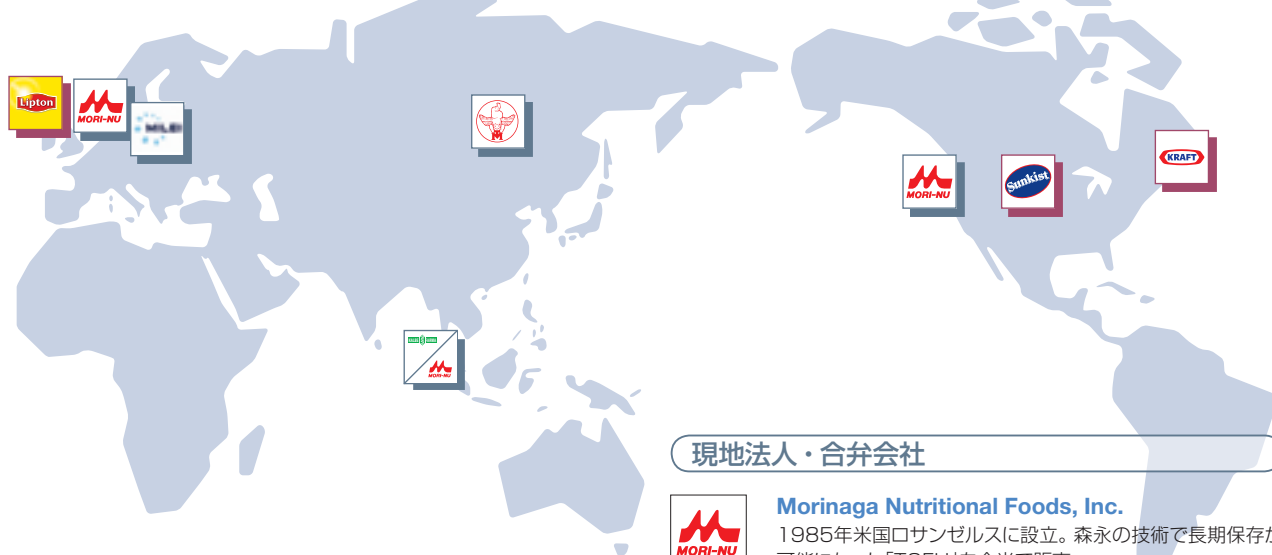 Lipton
MORI-NU
MILEI
MORI-NU
Sunkist
KRAFT
MORI-NU
現地法人・合弁会社
Morinaga Nutritional Foods, Inc.
MORI-NU
1985年米国ロサンゼルスに設立。森永の技術で長期保存が